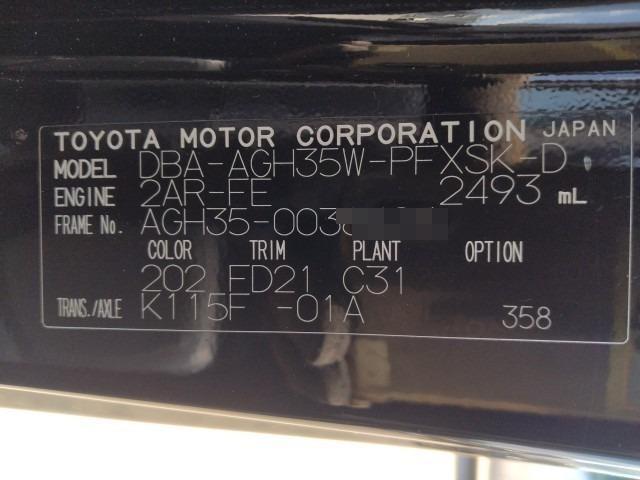 TOYOTA MOTOR CORPORATION JAPAN
MODEL DBA-AGH35W-PFXSK-D
ENGINE 2AR-FE 2493 mL
FRAME No. AGH35-003
COLOR TRIM PLANT OPTION
202 FD21 C31
TRANS./AXLE K115F -01A 358